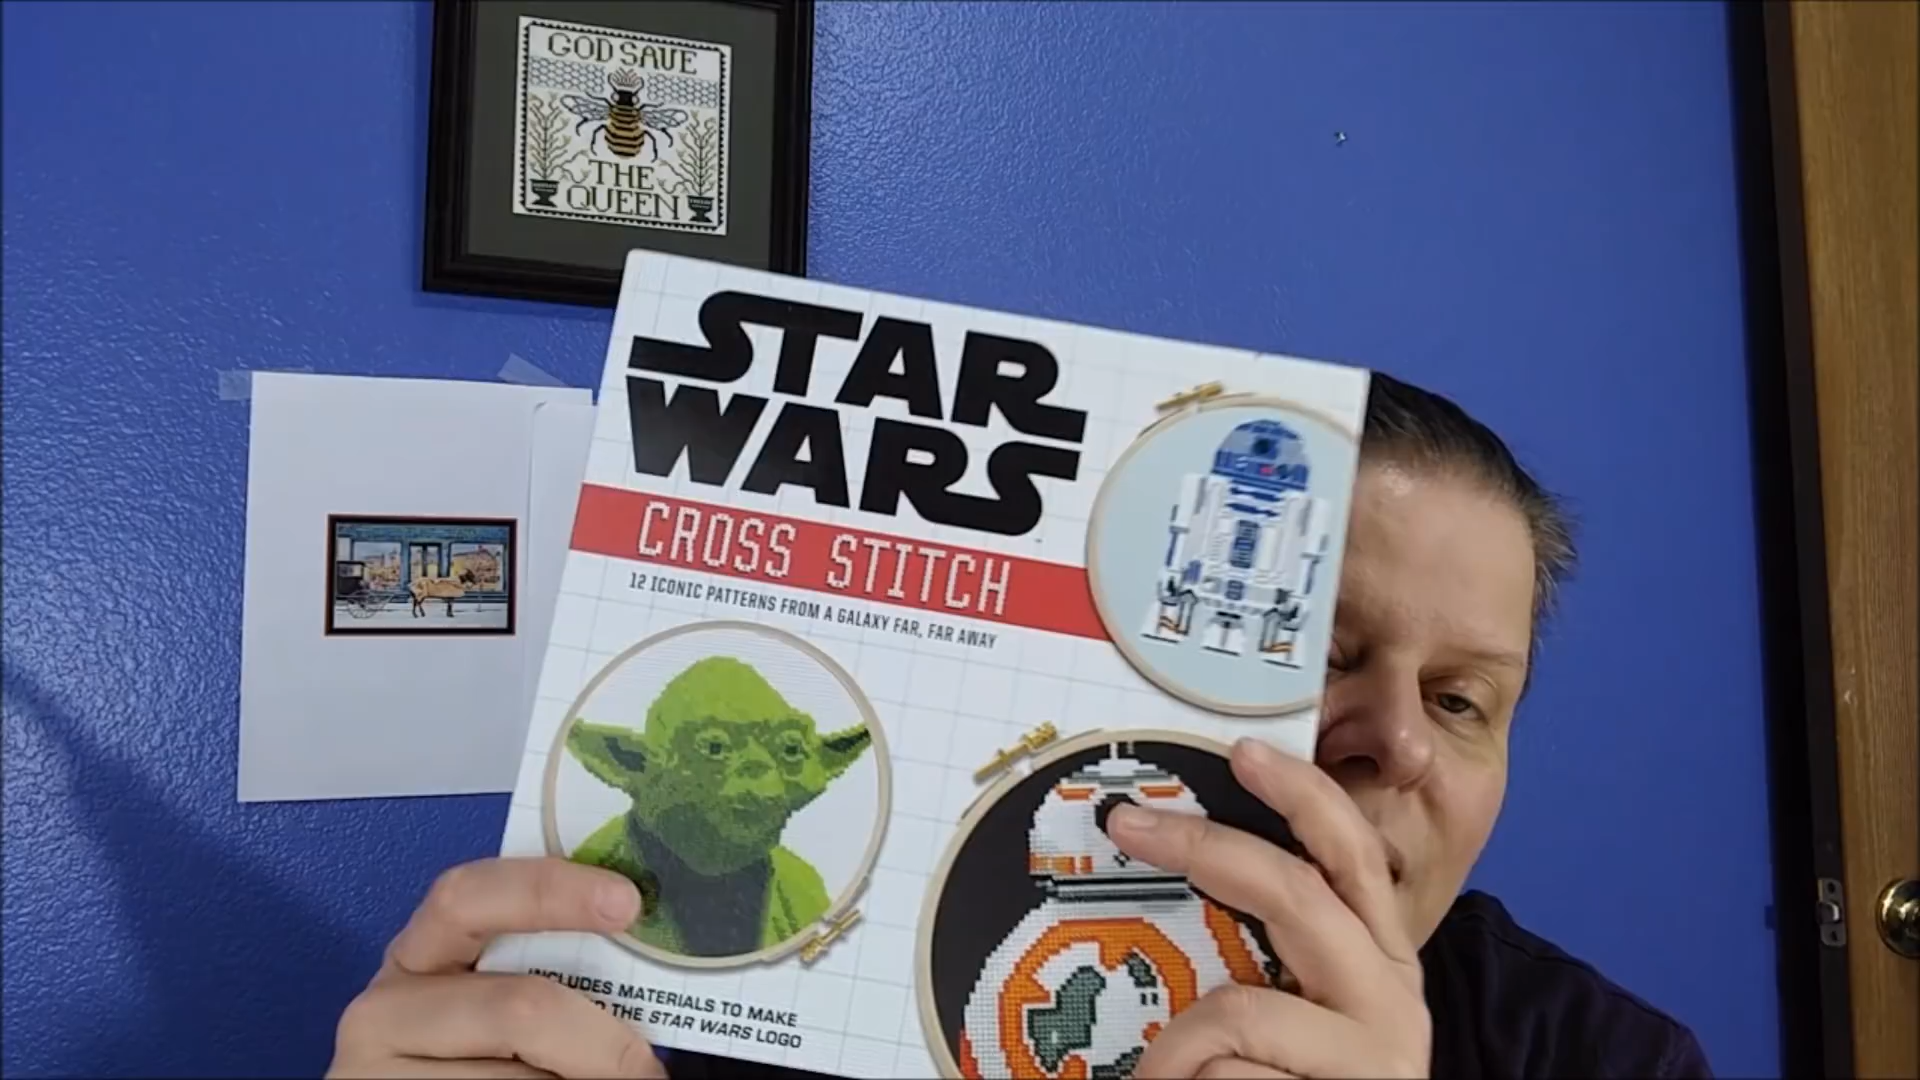 GOD SAVE
THE
QUEEN
STAR
WARS
CROSS STITCH
12 ICONIC PATTERNS FROM A GALAXY FAR, FAR AWAY
INCLUDES MATERIALS TO MAKE
THE STAR WARS LOGO